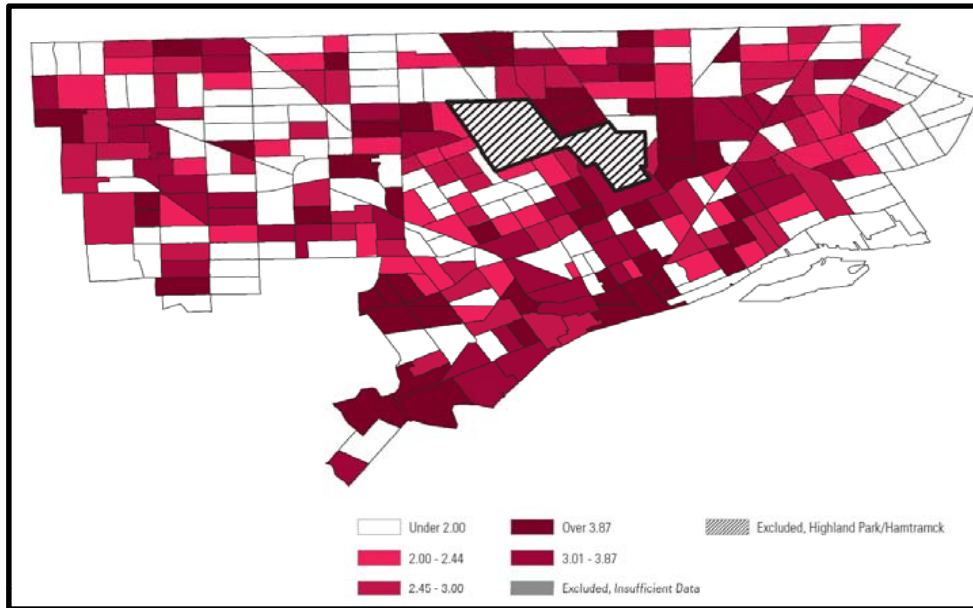 Under 2.00
Over 3.87
Excluded, Highland Park/Hamtramck
2.00 - 2.44
3.01 - 3.87
2.45 - 3.00
Excluded, Insufficient Data